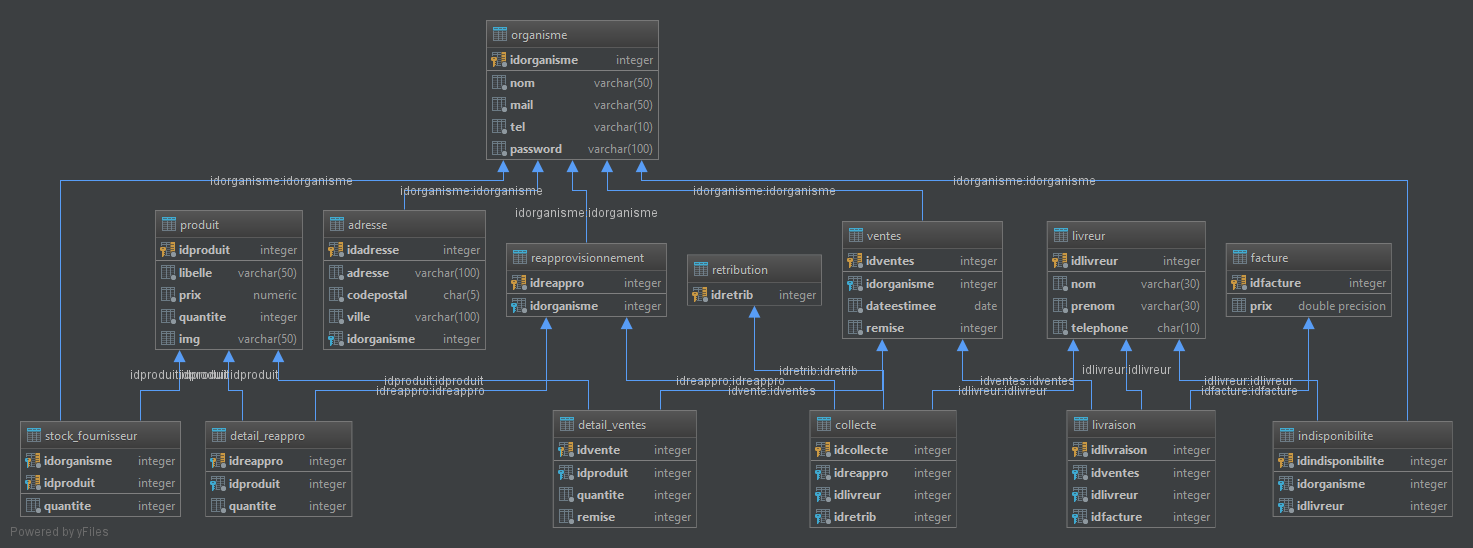 organisme
idorganisme integer
nom varchar(50)
mail varchar(50)
tel varchar(10)
password varchar(100)
idorganisme:idorganisme
idorganisme:idorganisme
idorganisme:idorganisme
idorganisme:idorganisme
idorganisme:idorganisme
produit
idproduit integer
libelle varchar(50)
prix numeric
quantite integer
img varchar(50)
adresse
idadresse integer
adresse varchar(100)
codepostal char(5)
ville varchar(100)
idorganisme integer
reapprovisionnement
idreappro integer
idorganisme integer
retribution
idretrib integer
ventes
idventes integer
idorganisme integer
dateestimee date
remise integer
livreur
idlivreur integer
nom varchar(30)
prenom varchar(30)
telephone char(10)
facture
idfacture integer
prix double precision
idproduit:idproduit
idproduit:idproduit
idreappro:idreappro
idproduit:idproduit
idvente:idventes
idreappro:idreappro
idretrib:idretrib
idlivreur:idlivreur
idventes:idventes
idlivreur:idlivreur
idfacture:idfacture
idlivreur:idlivreur
stock_fournisseur
idorganisme integer
idproduit integer
quantite integer
detail_reappro
idreappro integer
idproduit integer
quantite integer
detail_ventes
idvente integer
idproduit integer
quantite integer
remise integer
collecte
idcollecte integer
idreappro integer
idlivreur integer
idretrib integer
livraison
idlivraison integer
idventes integer
idlivreur integer
idfacture integer
indisponibilite
idindisponibilite integer
idorganisme integer
idlivreur integer
Powered by yFiles